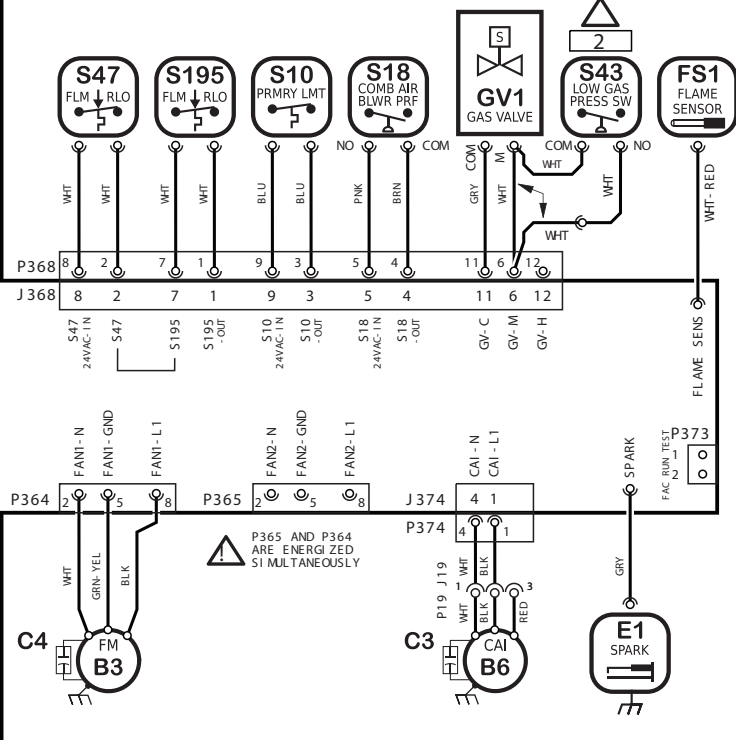 2
S47
FLM RLO
S195
FLM RLO
S10
PRMRY LMT
S18
COMB AIR
BLWR PRF
S
GV1
GAS VALVE
S43
LOW GAS
PRESS SW
FS1
FLAME
SENSOR
NO COM COM M COM NO
WHT WHT WHT WHT BLU BLU PNK BRN GRY WHT WHT WHT WHT WHT-RED
P368 8 2 7 1 9 3 5 4 11 6 12
J368 8 2 7 1 9 3 5 4 11 6 12
S47
24VAC-IN
S47
S195
S195
-OUT
S10
24VAC-IN
S10
-OUT
S18
24VAC-IN
S18
-OUT
GV-C
GV-M
GV-H
FLAME SENS
FAN1-N
FAN1-GND
FAN1-L1
FAN2-N
FAN2-GND
FAN2-L1
CAI-N
CAI-L1
SPARK
FAC RUN TEST
P373
1
2
P364 2 5 8
P365 2 5 8
J374 4 1
P374 4 1
! P365 AND P364
ARE ENERGIZED
SIMULTANEOUSLY
WHT GRN-YEL BLK
WHT BLK
P19 J19 1 3
WHT BLK RED
GRY
C4
FM
B3
C3
CAI
B6
E1
SPARK